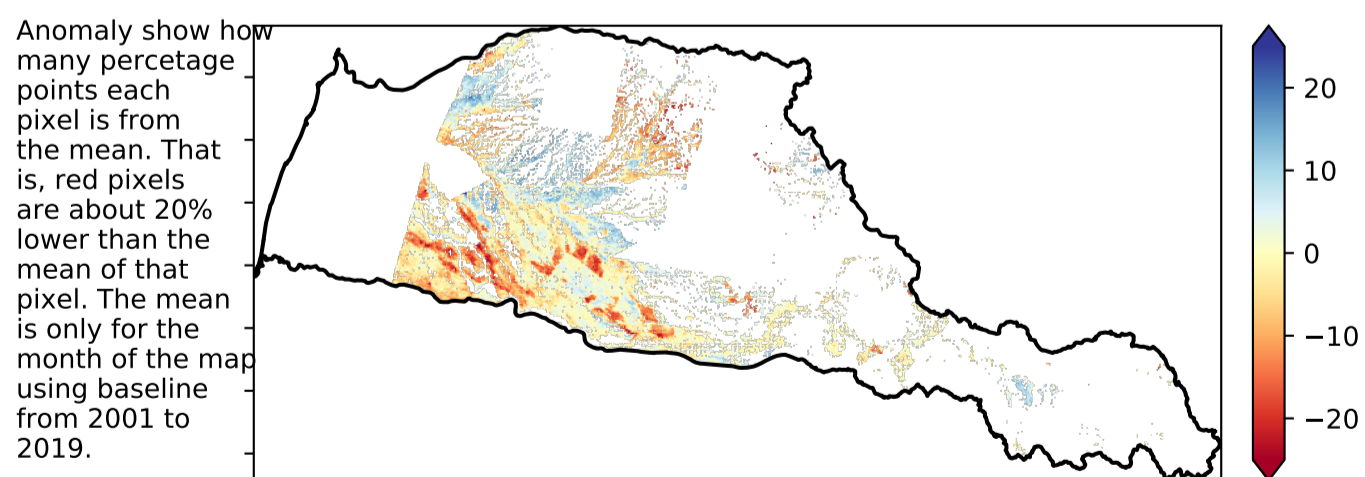 Anomaly show how
many percetage
points each
pixel is from
the mean. That
is, red pixels
are about 20%
lower than the
mean of that
pixel. The mean
is only for the
month of the map
using baseline
from 2001 to
2019.
20
10
0
−10
−20